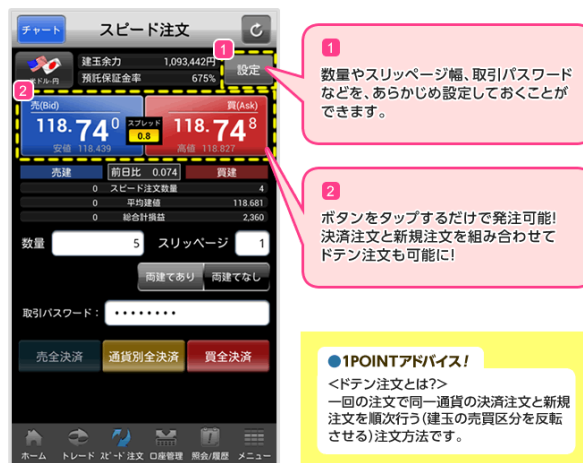 チャート
スピード注文
米ドル-円
建玉余力 1,093,442円
預託保証金率 675%
1
設定
2
売(Bid)
買(Ask)
118.740
スプレッド
0.8
118.748
安値 118.439
高値 118.827
売建 前日比 0.074 買建
0 スピード注文数量 4
0 平均建値 118.681
0 総合計損益 2,360
数量 5 スリッページ 1
両建てあり 両建てなし
取引パスワード： ••••••••
売全決済 通貨別全決済 買全決済
ホーム トレード スピード注文 口座管理 照会/履歴 メニュー
1
数量やスリッページ幅、取引パスワード
などを、あらかじめ設定しておくことが
できます。
2
ボタンをタップするだけで発注可能!
決済注文と新規注文を組み合わせて
ドテン注文も可能に!
●1POINTアドバイス!
<ドテン注文とは?>
一回の注文で同一通貨の決済注文と新規
注文を順次行う(建玉の売買区分を反転
させる)注文方法です。